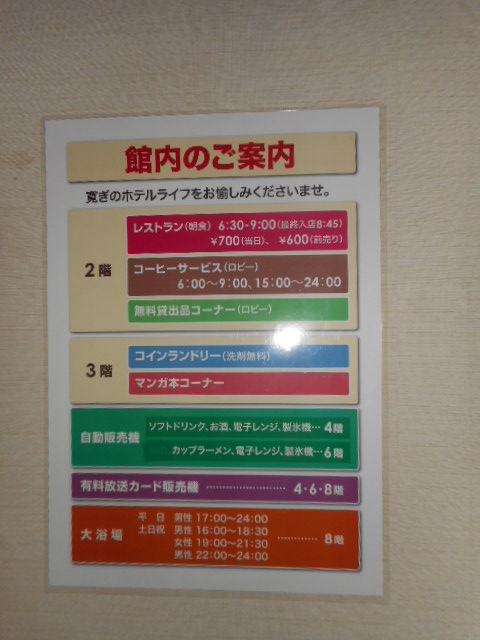 館内のご案内
寛ぎのホテルライフをお愉しみくださいませ。
2階
レストラン(朝食) 6:30-9:00(最終入店8:45)
¥700(当日)、¥600(前売り)
コーヒーサービス(ロビー)
6:00～9:00、15:00～24:00
無料貸出品コーナー(ロビー)
3階
コインランドリー(洗剤無料)
マンガ本コーナー
自動販売機
ソフトドリンク、お酒、電子レンジ、製氷機…4階
カップラーメン、電子レンジ、製氷機…6階
有料放送カード販売機 ……………………… 4・6・8階
大浴場
平 日 男性 17:00～24:00
土日祝 男性 16:00～18:30
女性 19:00～21:30
男性 22:00～24:00
………… 8階